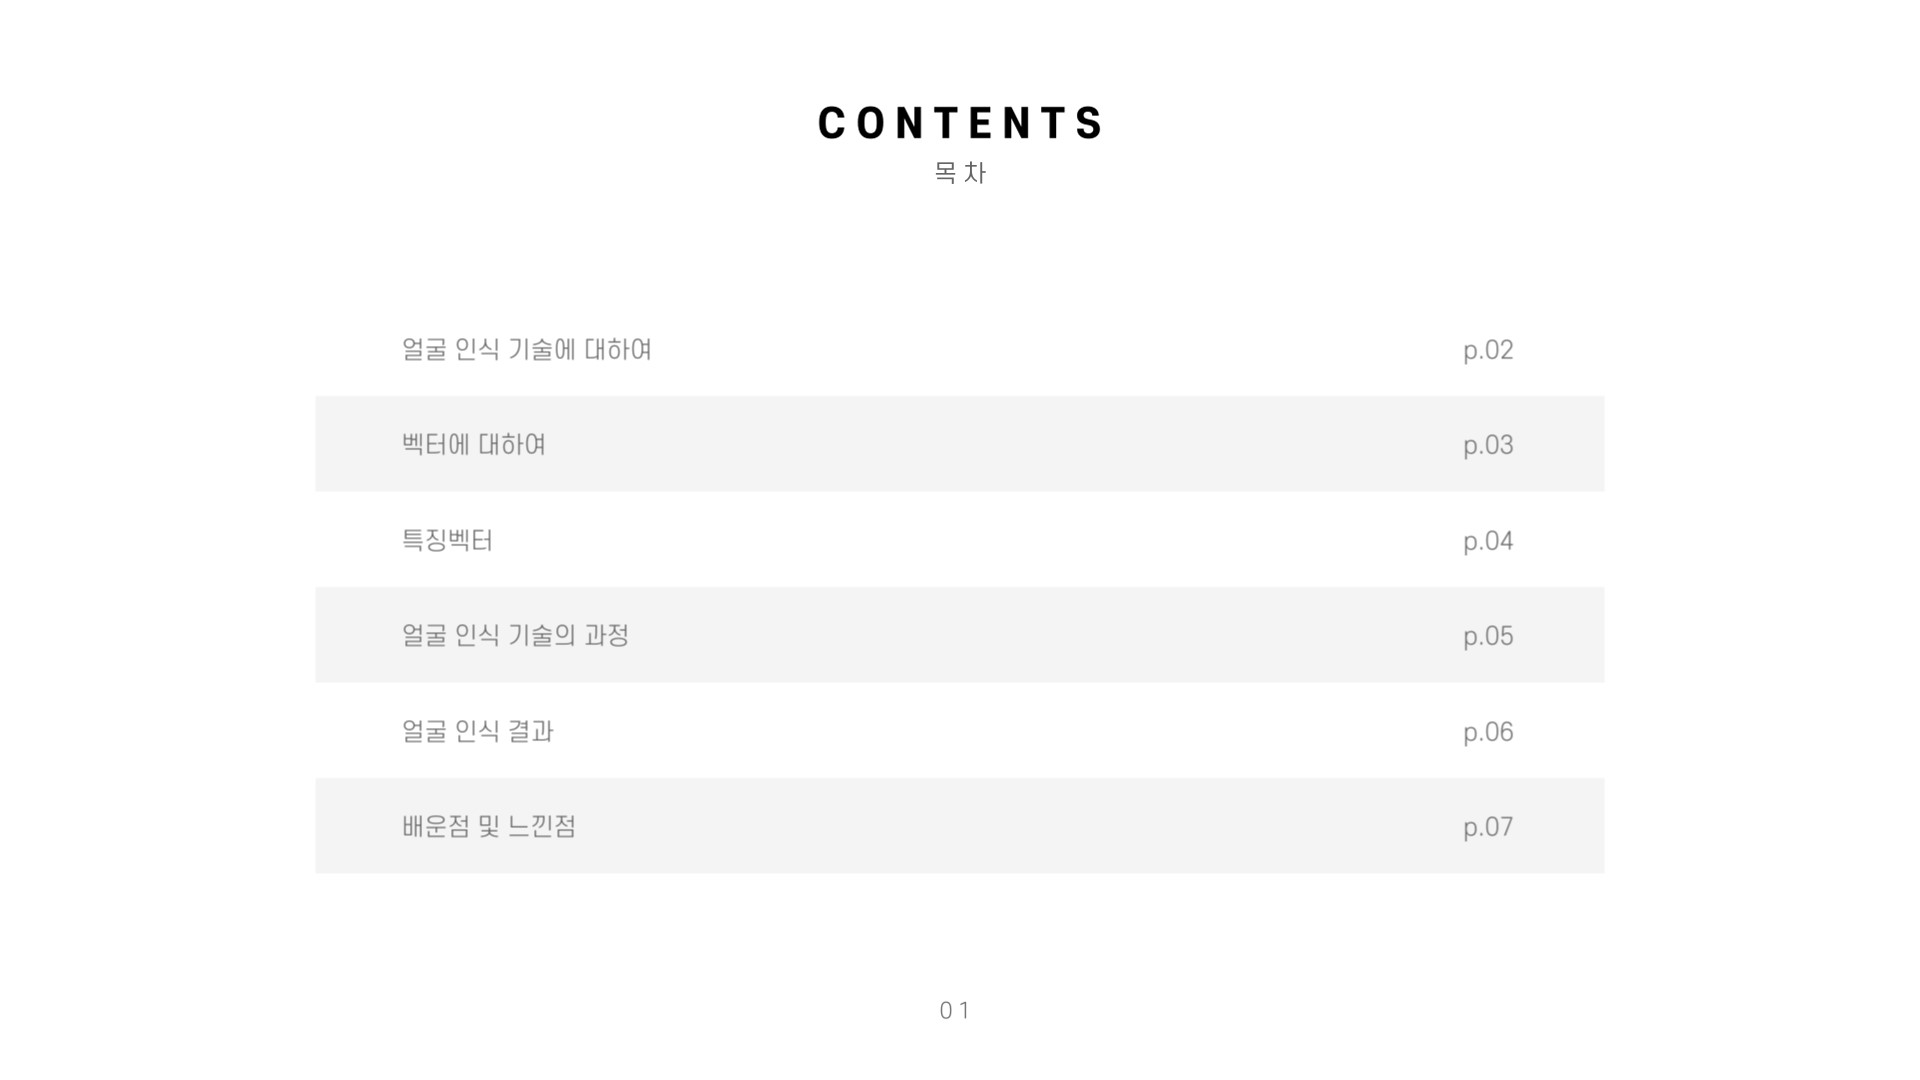 CONTENTS
목차
얼굴 인식 기술에 대하여 p.02
벡터에 대하여 p.03
특징벡터 p.04
얼굴 인식 기술의 과정 p.05
얼굴 인식 결과 p.06
배운점 및 느낀점 p.07
01